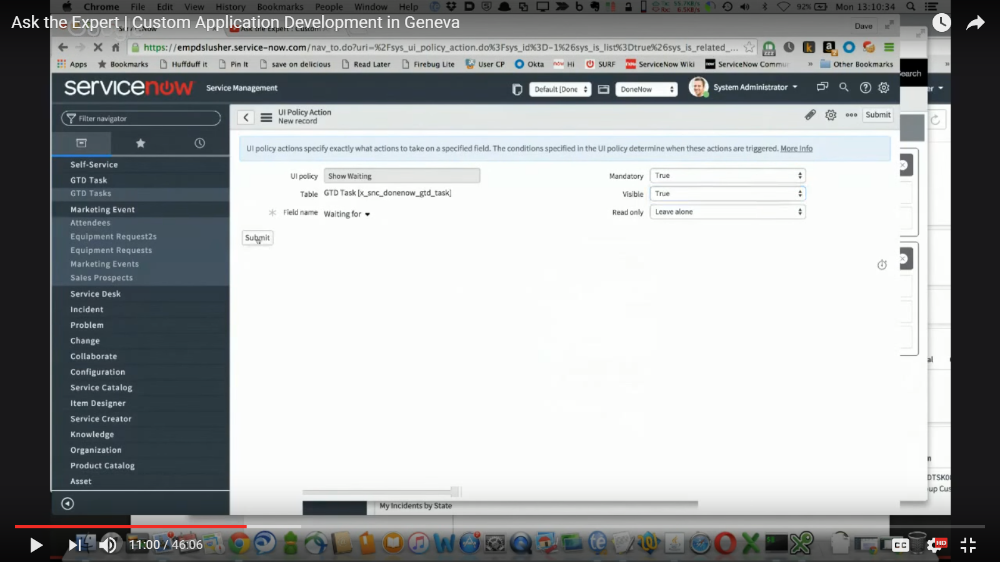 Chrome File Edit View History Bookmarks People Window Help 92% Mon 13:10:34
Ask the Expert | Custom Application Development in Geneva
Dave
https://empdslusher.service-now.com/nav_to.do?uri=%2Fsys_ui_policy_action.do%3Fsys_id%3D-1%26sys_is_list%3Dtrue%26sys_is_related_...
Apps Bookmarks Huffduff it Pin It save on delicious Read Later Firebug Lite User CP Okta Hi SURF ServiceNow Wiki ServiceNow Commu » Other Bookmarks
earch
servicenow Service Management Default [Done DoneNow System Administrator
Filter navigator
UI Policy Action
New record
Submit
UI policy actions specify exactly what actions to take on a specified field. The conditions specified in the UI policy determine when these actions are triggered. More Info
UI policy Show Waiting
Table GTD Task [x_snc_donenow_gtd_task]
Field name Waiting for
Mandatory True
Visible True
Read only Leave alone
Submit
Self-Service
GTD Task
GTD Tasks
Marketing Event
Attendees
Equipment Request2s
Equipment Requests
Marketing Events
Sales Prospects
Service Desk
Incident
Problem
Change
Collaborate
Configuration
Service Catalog
Item Designer
Service Creator
Knowledge
Organization
Product Catalog
Asset
My Incidents by State
11:00 / 46:06
CC HD